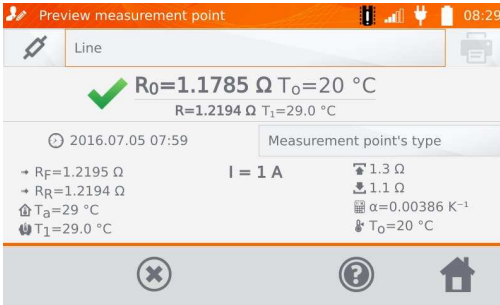 Preview measurement point 08:29
Line
R0=1.1785 Ω To=20 °C
R=1.2194 Ω T1=29.0 °C
2016.07.05 07:59 Measurement point's type
RF=1.2195 Ω I = 1 A 1.3 Ω
RR=1.2194 Ω 1.1 Ω
Ta=29 °C α=0.00386 K⁻¹
T1=29.0 °C To=20 °C